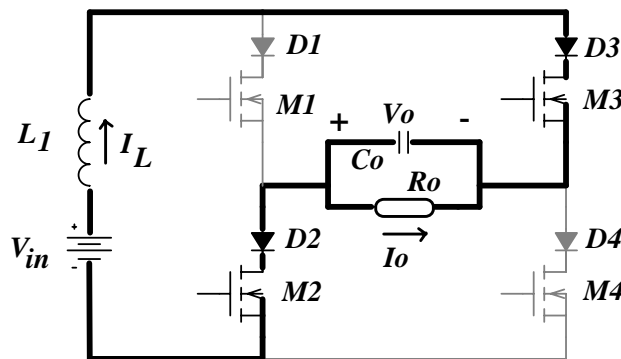 D1
D3
M1
M3
L1
IL
+
Vo
-
Co
Ro
+
Vin
-
D2
Io
D4
M2
M4